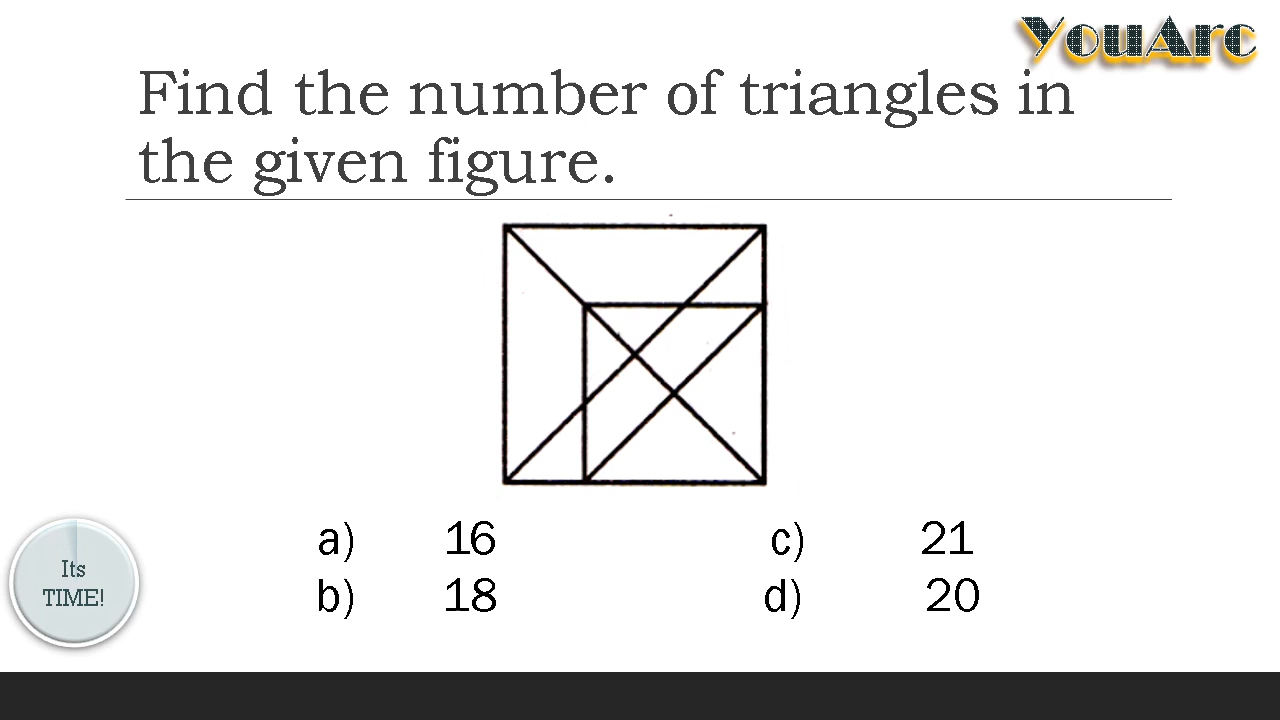 YouArc
Find the number of triangles in
the given figure.
a) 16 c) 21
b) 18 d) 20
Its
TIME!